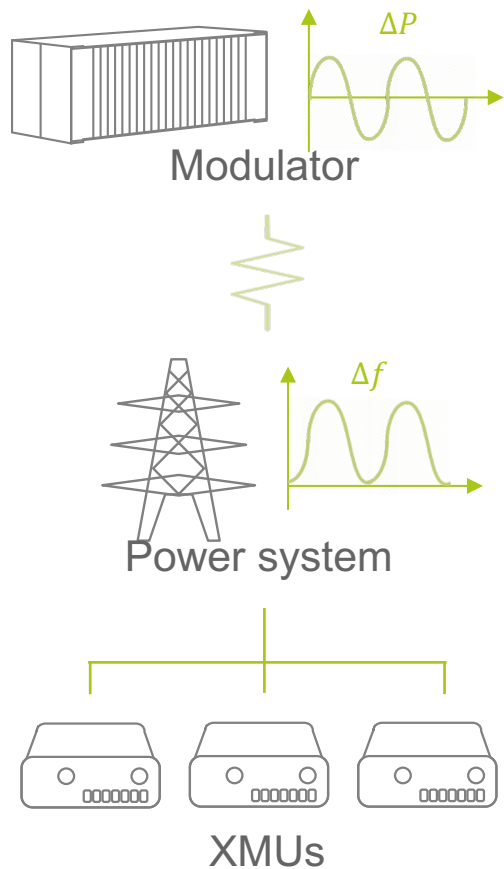 ΔP
Modulator
Δf
Power system
XMUs